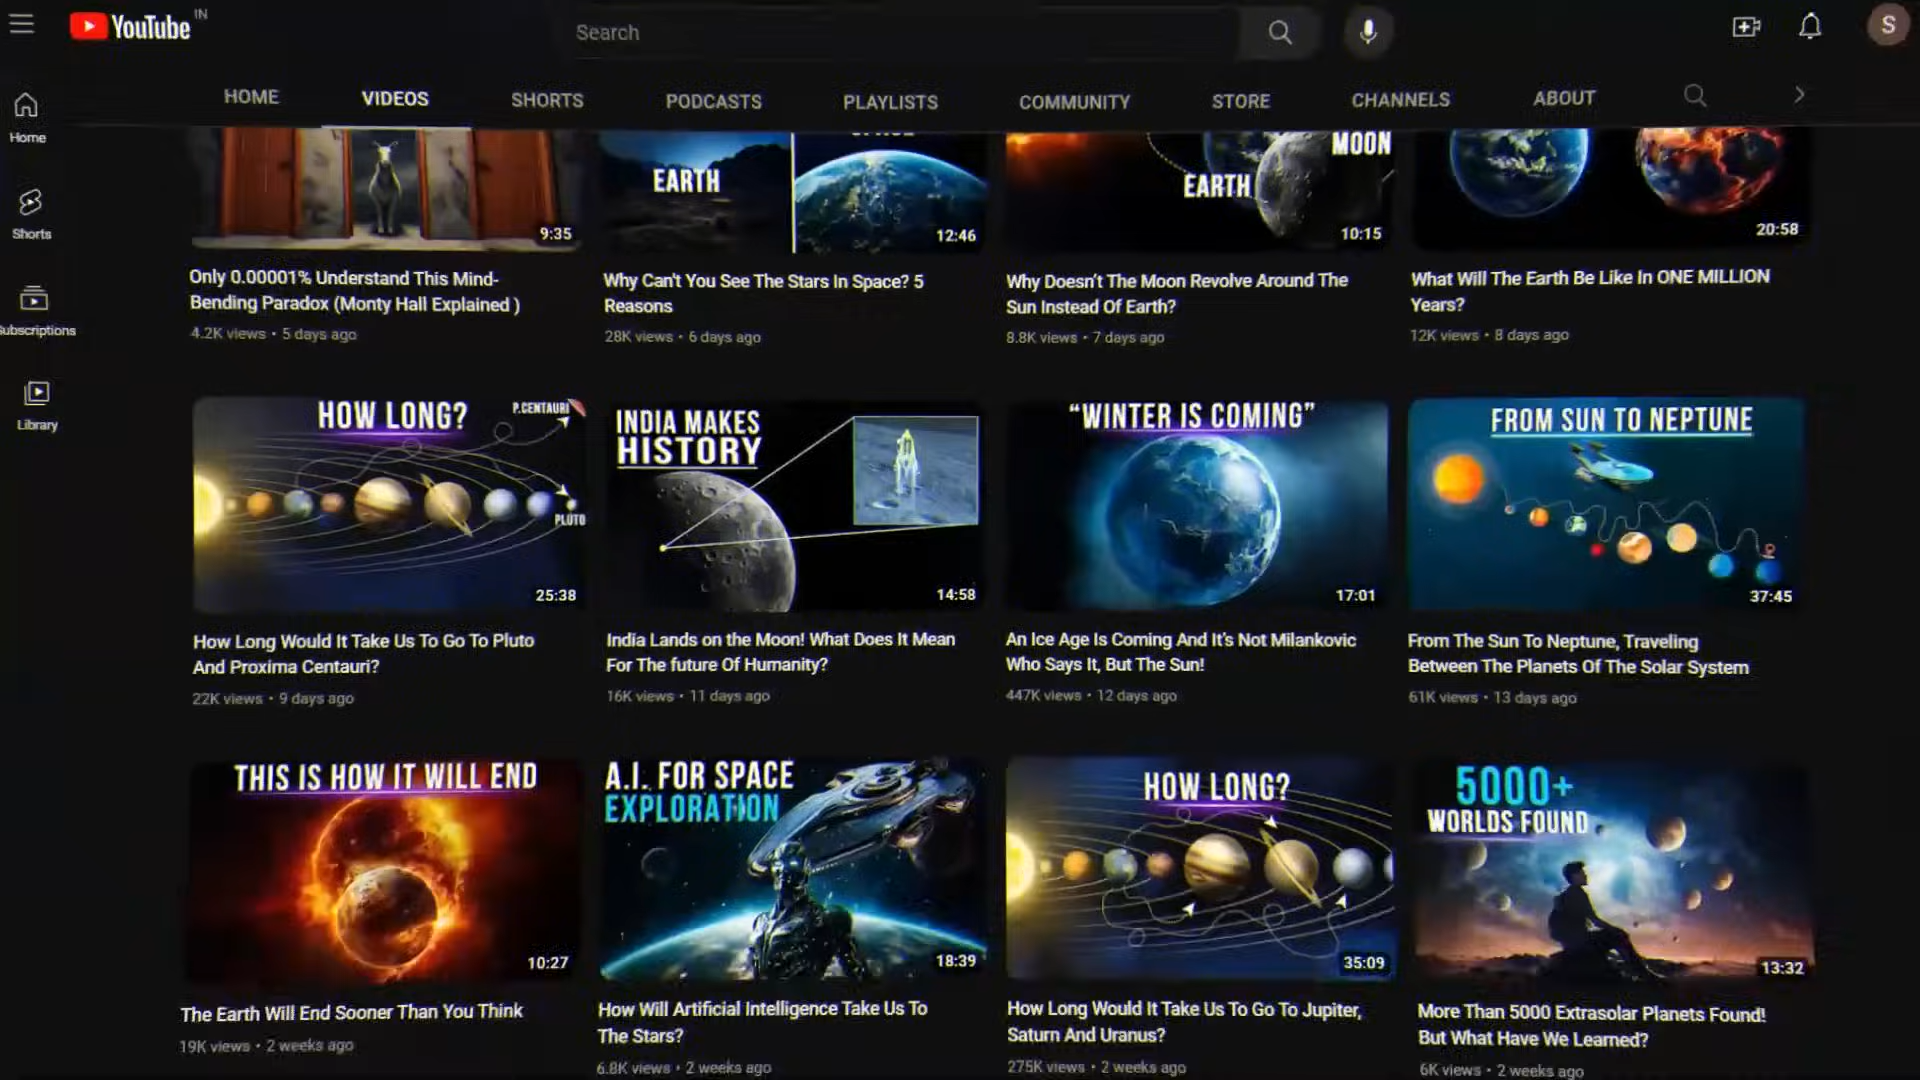 YouTube IN
Search
S
HOME VIDEOS SHORTS PODCASTS PLAYLISTS COMMUNITY STORE CHANNELS ABOUT
Home
Shorts
Subscriptions
Library
9:35
Only 0.00001% Understand This Mind-
Bending Paradox (Monty Hall Explained )
4.2K views • 5 days ago
SPACE
EARTH
12:46
Why Can't You See The Stars In Space? 5
Reasons
28K views • 6 days ago
MOON
EARTH
10:15
Why Doesn't The Moon Revolve Around The
Sun Instead Of Earth?
8.8K views • 7 days ago
20:58
What Will The Earth Be Like In ONE MILLION
Years?
12K views • 8 days ago
HOW LONG?
P.CENTAURI
PLUTO
25:38
How Long Would It Take Us To Go To Pluto
And Proxima Centauri?
22K views • 9 days ago
INDIA MAKES
HISTORY
14:58
India Lands on the Moon! What Does It Mean
For The future Of Humanity?
16K views • 11 days ago
“WINTER IS COMING”
17:01
An Ice Age Is Coming And It's Not Milankovic
Who Says It, But The Sun!
447K views • 12 days ago
FROM SUN TO NEPTUNE
37:45
From The Sun To Neptune, Traveling
Between The Planets Of The Solar System
61K views • 13 days ago
THIS IS HOW IT WILL END
10:27
The Earth Will End Sooner Than You Think
19K views • 2 weeks ago
A.I. FOR SPACE
EXPLORATION
18:39
How Will Artificial Intelligence Take Us To
The Stars?
6.8K views • 2 weeks ago
HOW LONG?
35:09
How Long Would It Take Us To Go To Jupiter,
Saturn And Uranus?
275K views • 2 weeks ago
5000+
WORLDS FOUND
13:32
More Than 5000 Extrasolar Planets Found!
But What Have We Learned?
6K views • 2 weeks ago